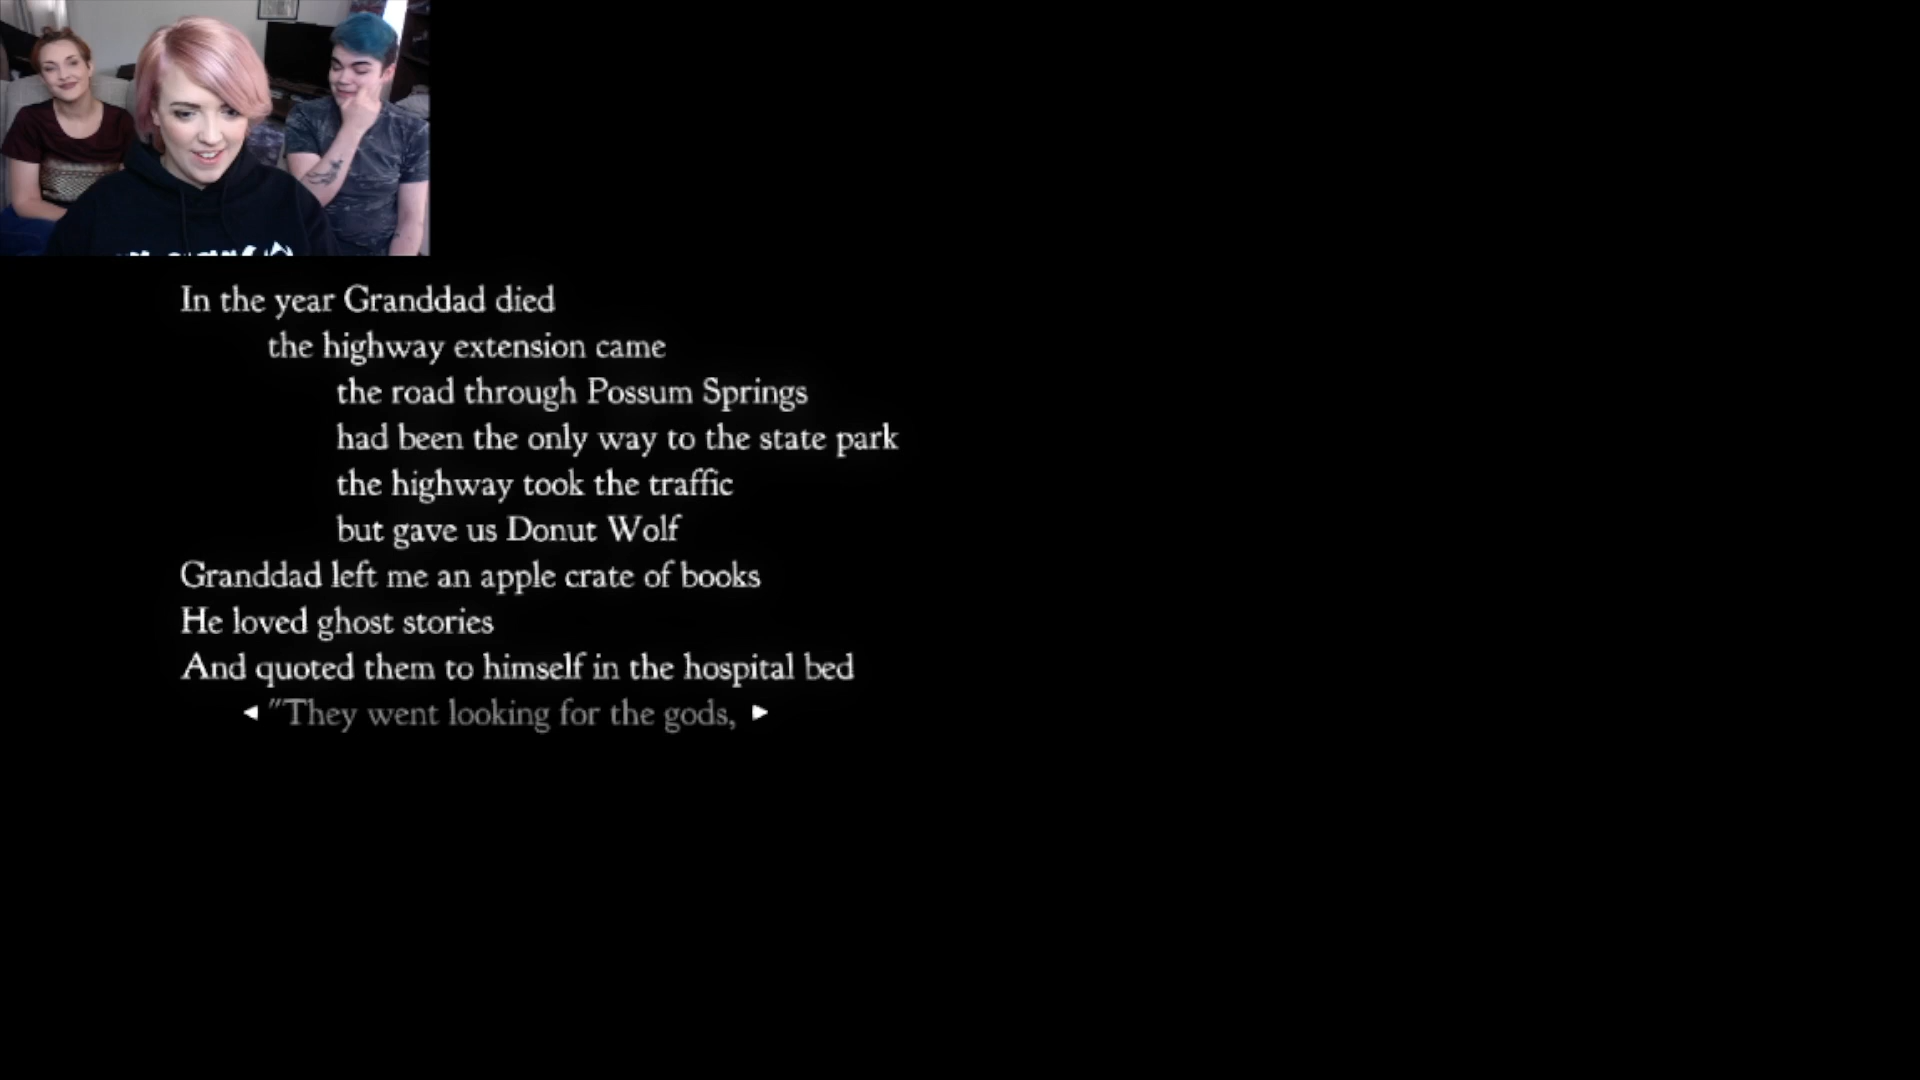 In the year Granddad died
the highway extension came
the road through Possum Springs
had been the only way to the state park
the highway took the traffic
but gave us Donut Wolf
Granddad left me an apple crate of books
He loved ghost stories
And quoted them to himself in the hospital bed
"They went looking for the gods,